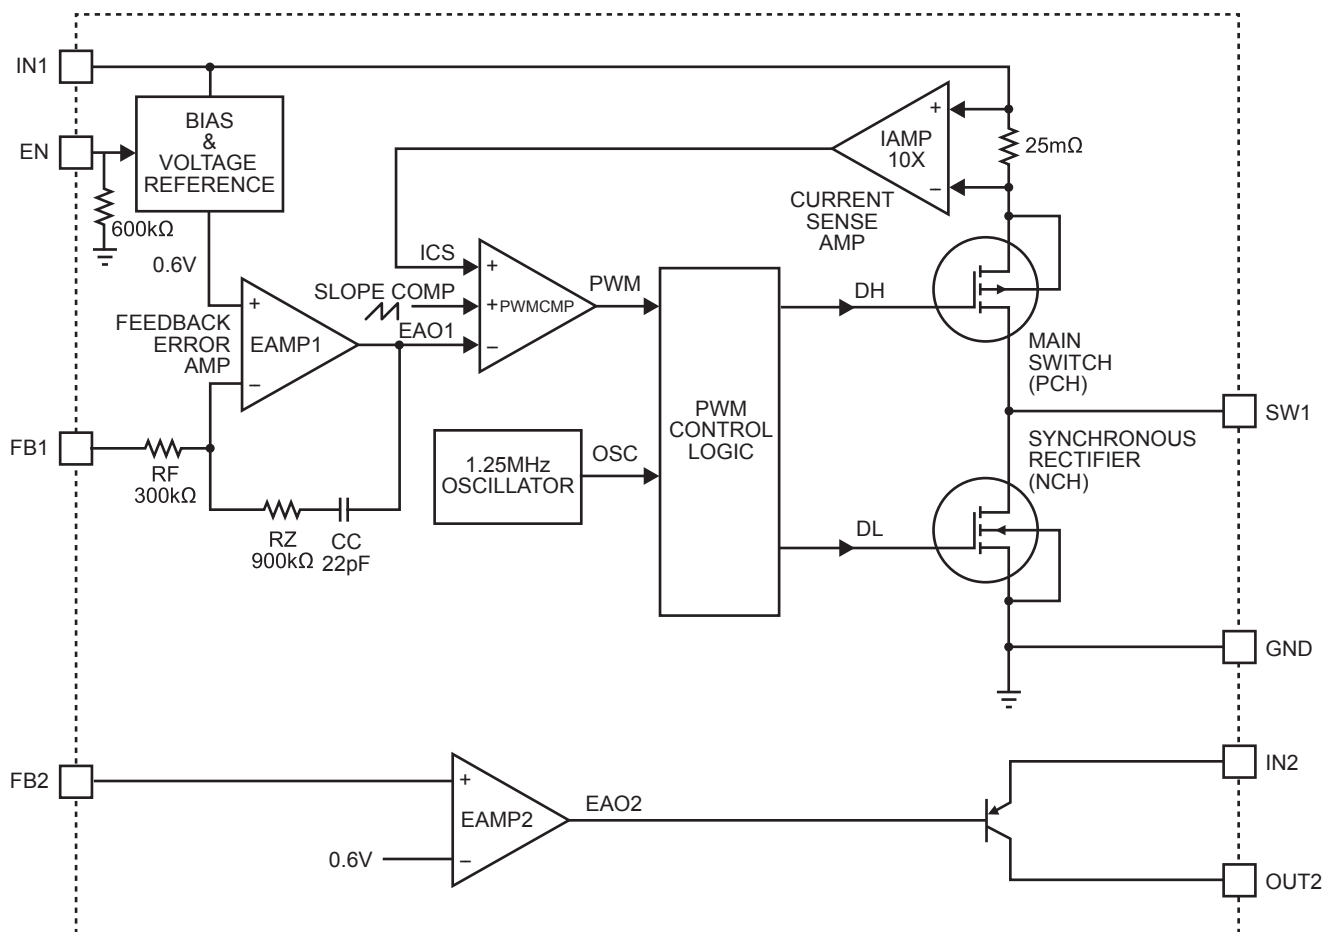 IN1
BIAS
&
VOLTAGE
REFERENCE
EN
600kΩ
0.6V
+
IAMP
10X
−
25mΩ
CURRENT
SENSE
AMP
ICS
SLOPE COMP
EAO1
+
+PWMCMP
−
PWM
FEEDBACK
ERROR
AMP
+
EAMP1
−
DH
MAIN
SWITCH
(PCH)
PWM
CONTROL
LOGIC
SW1
FB1
RF
300kΩ
RZ
900kΩ
CC
22pF
1.25MHz
OSCILLATOR
OSC
SYNCHRONOUS
RECTIFIER
(NCH)
DL
GND
FB2
+
EAMP2
−
0.6V
EAO2
IN2
OUT2